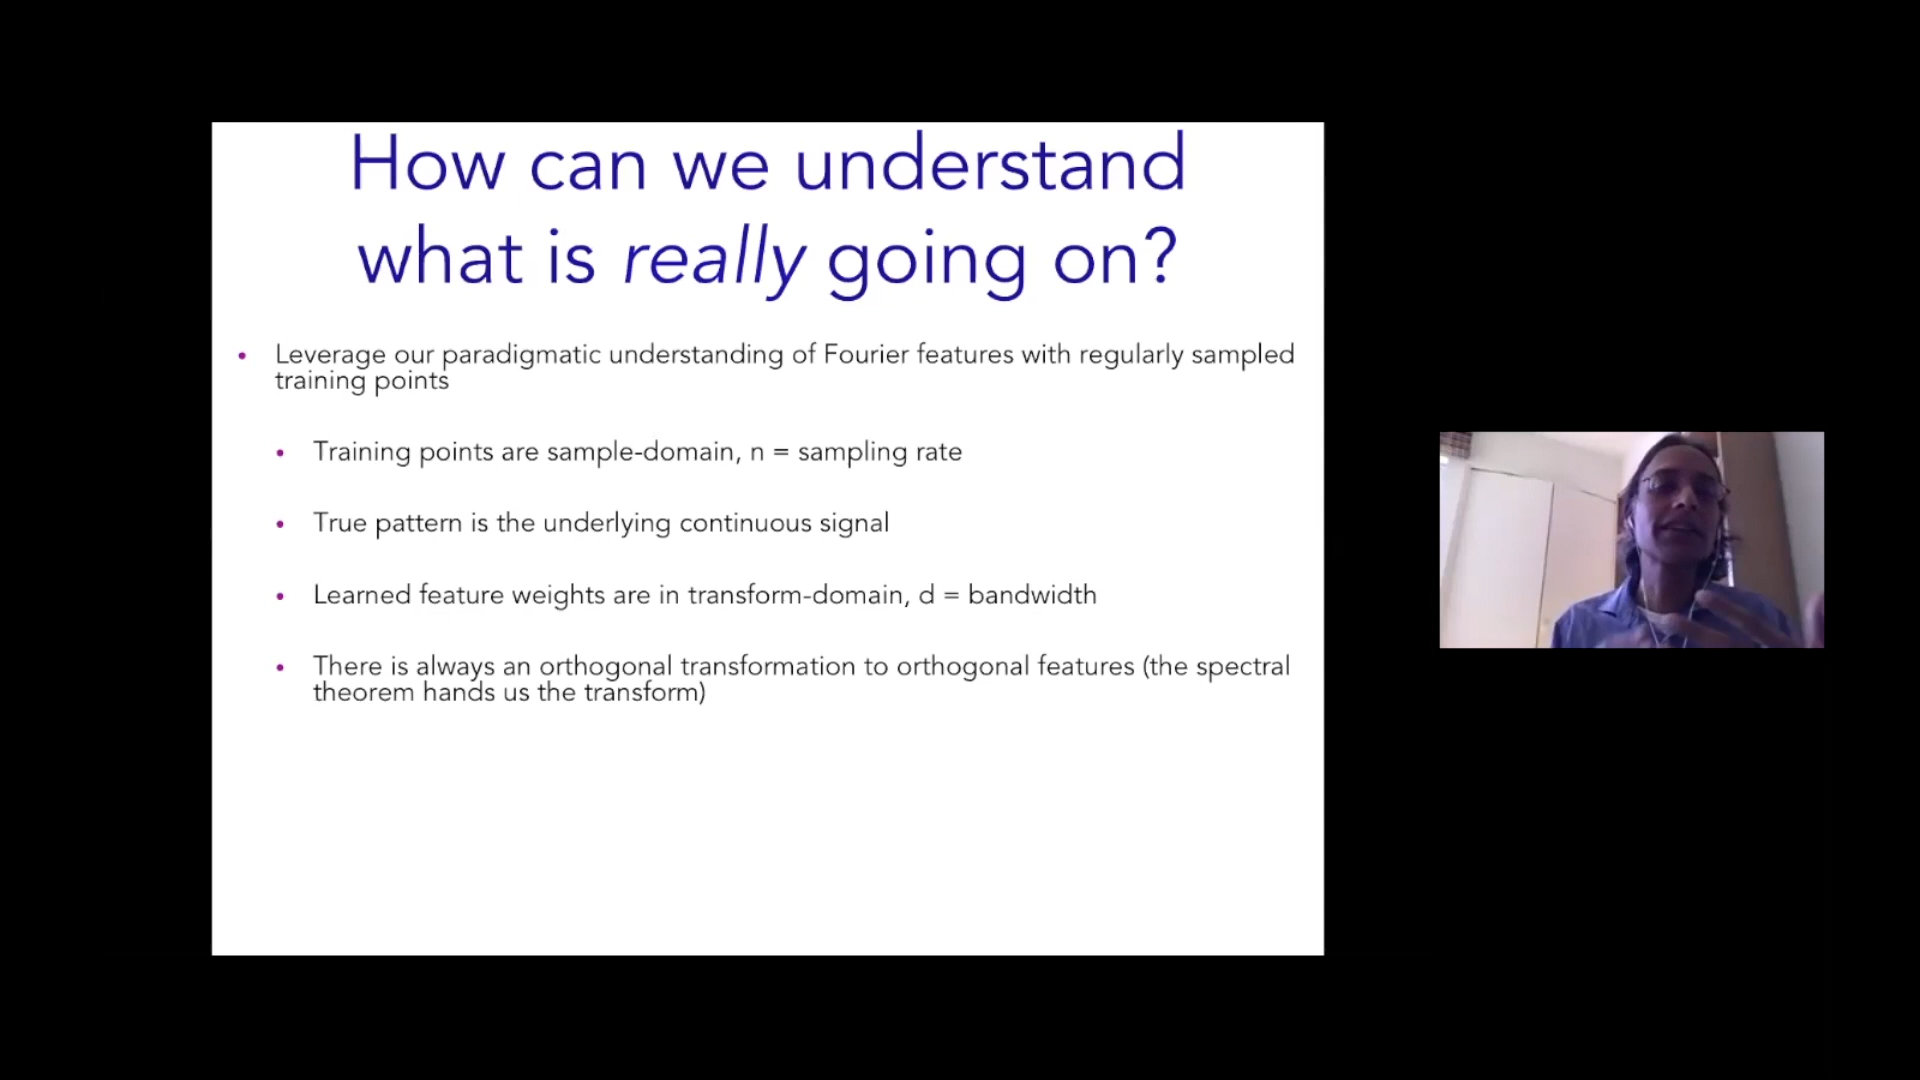 How can we understand
what is really going on?
• Leverage our paradigmatic understanding of Fourier features with regularly sampled
training points
• Training points are sample-domain, n = sampling rate
• True pattern is the underlying continuous signal
• Learned feature weights are in transform-domain, d = bandwidth
• There is always an orthogonal transformation to orthogonal features (the spectral
theorem hands us the transform)